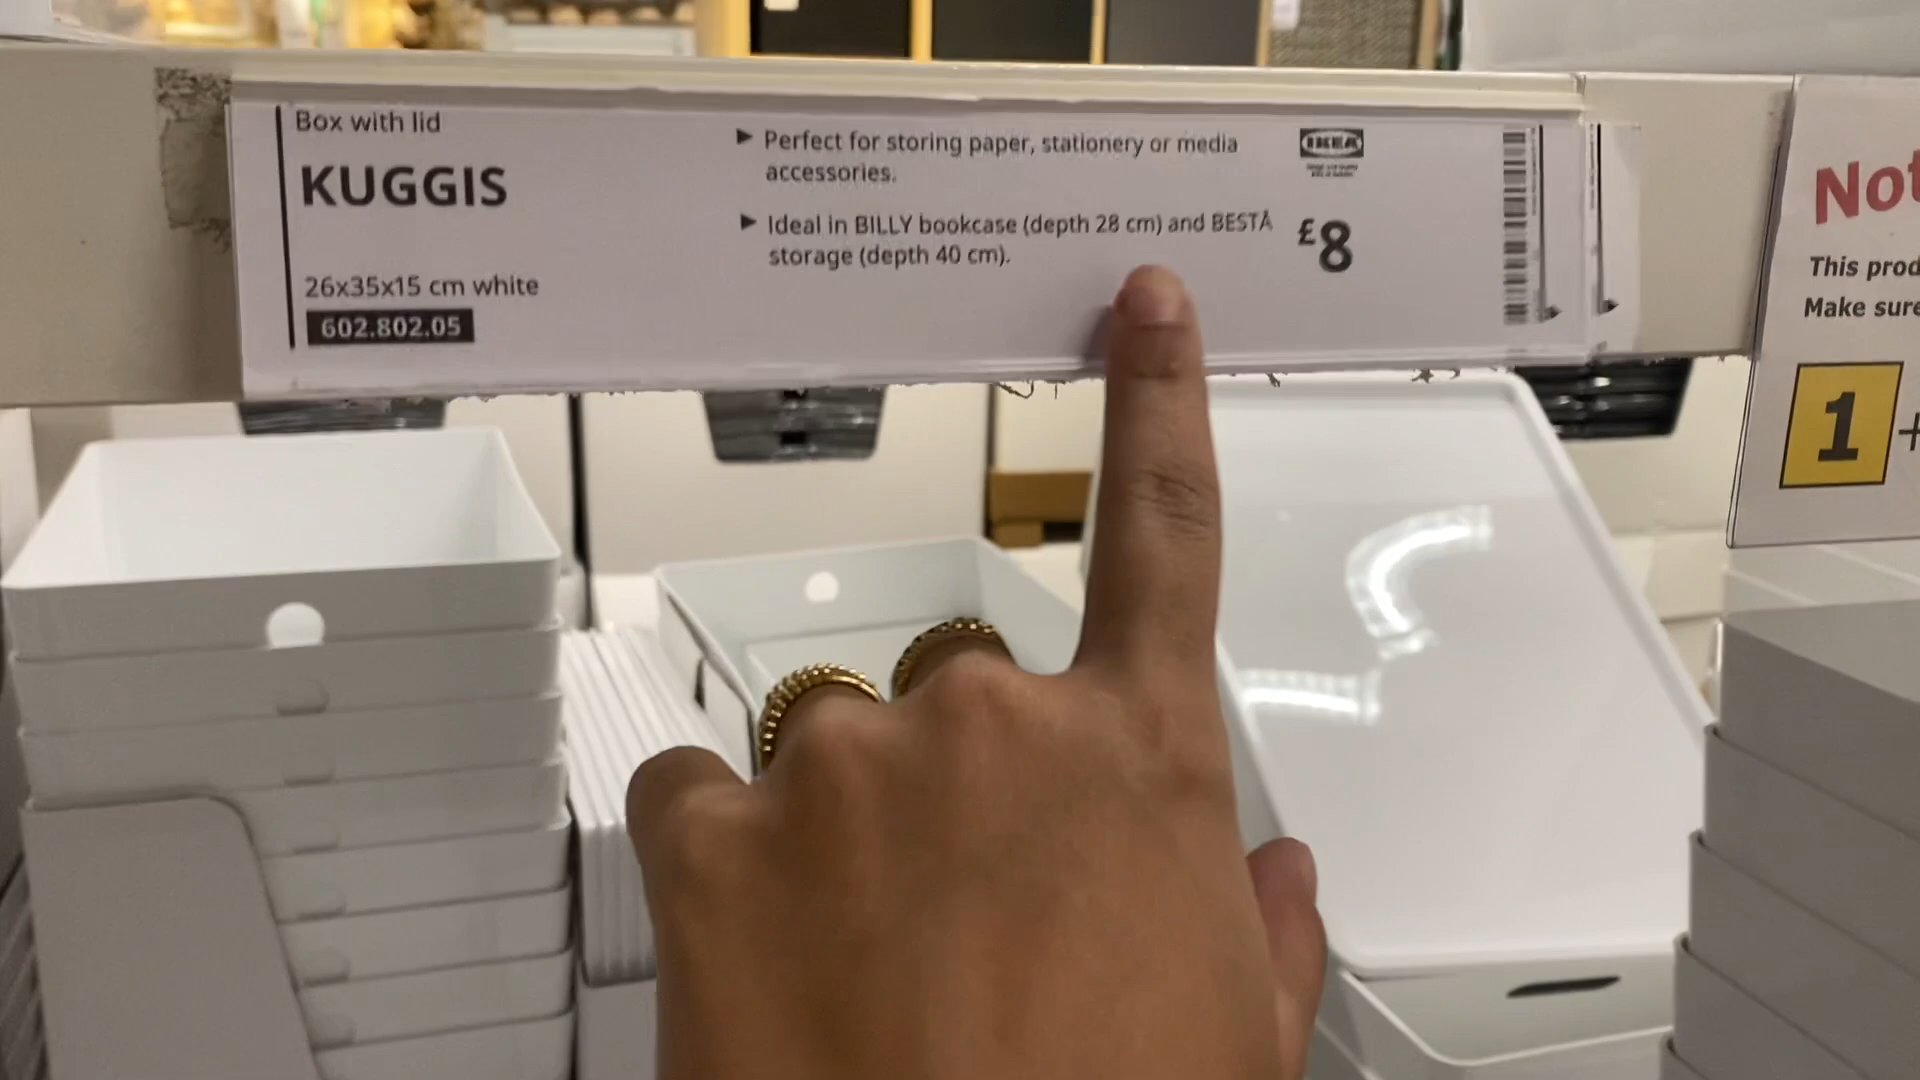 Box with lid
KUGGIS
26x35x15 cm white
602.802.05
► Perfect for storing paper, stationery or media
accessories.
► Ideal in BILLY bookcase (depth 28 cm) and BESTÅ
storage (depth 40 cm).
IKEA
£8
Not
This prod
Make sure
1 +